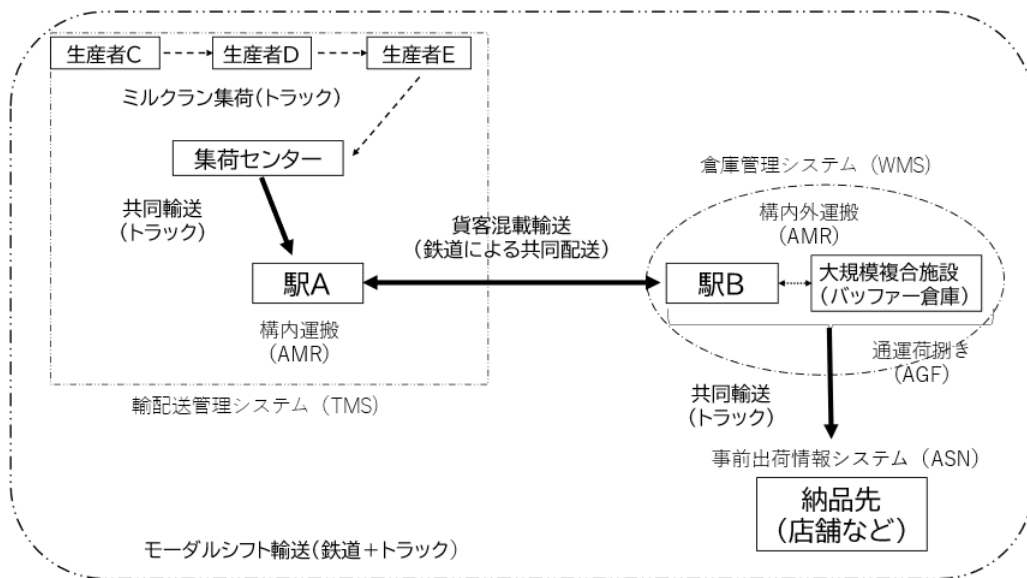 生産者C
生産者D
生産者E
ミルクラン集荷(トラック)
集荷センター
共同輸送
(トラック)
駅A
構内運搬
(AMR)
輸配送管理システム（TMS)
貨客混載輸送
(鉄道による共同配送)
倉庫管理システム（WMS)
構内外運搬
(AMR)
駅B
大規模複合施設
(バッファー倉庫)
通運荷捌き
(AGF)
共同輸送
(トラック)
事前出荷情報システム（ASN)
納品先
(店舗など)
モーダルシフト輸送(鉄道＋トラック)